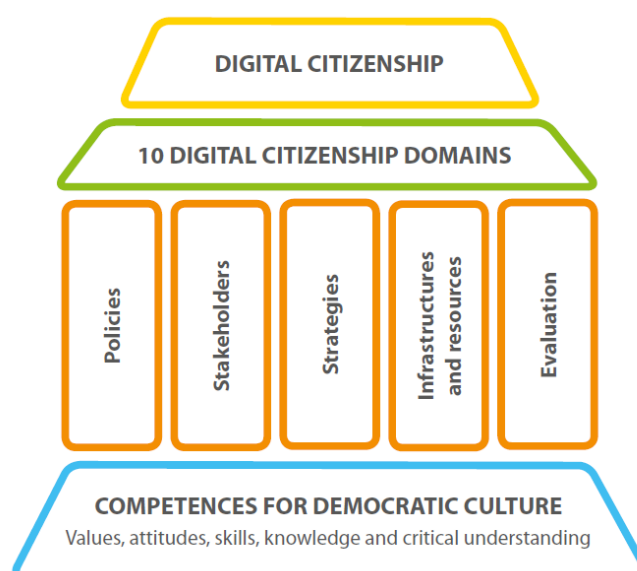 DIGITAL CITIZENSHIP
10 DIGITAL CITIZENSHIP DOMAINS
Policies
Stakeholders
Strategies
Infrastructures
and resources
Evaluation
COMPETENCES FOR DEMOCRATIC CULTURE
Values, attitudes, skills, knowledge and critical understanding